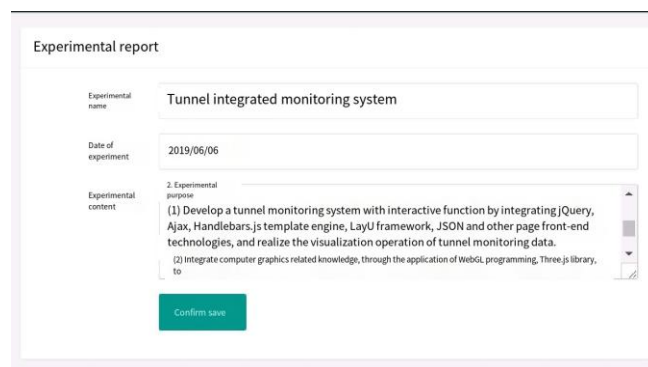 Experimental report
Experimental
name
Tunnel integrated monitoring system
Date of
experiment
2019/06/06
Experimental
content
2. Experimental
purpose
(1) Develop a tunnel monitoring system with interactive function by integrating jQuery,
Ajax, Handlebars.js template engine, LayU framework, JSON and other page front-end
technologies, and realize the visualization operation of tunnel monitoring data.
(2) Integrate computer graphics related knowledge, through the application of WebGL programming, Three.js library,
to
Confirm save